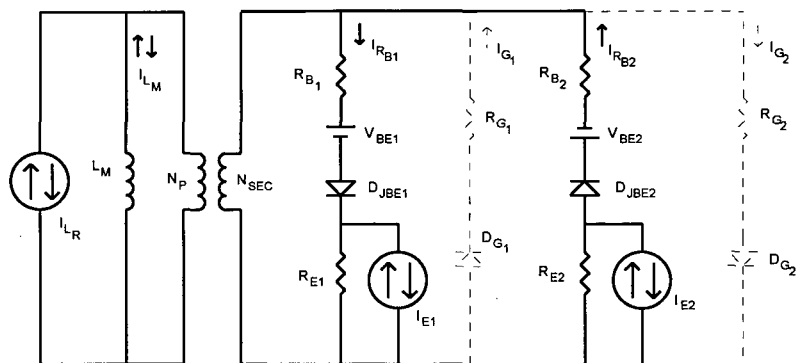 I_LM
I_RB1
I_G1
I_RB2
I_G2
R_B1
R_B2
R_G1
R_G2
V_BE1
V_BE2
L_M
N_P
N_SEC
D_JBE1
D_JBE2
I_LR
D_G1
D_G2
R_E1
R_E2
I_E1
I_E2